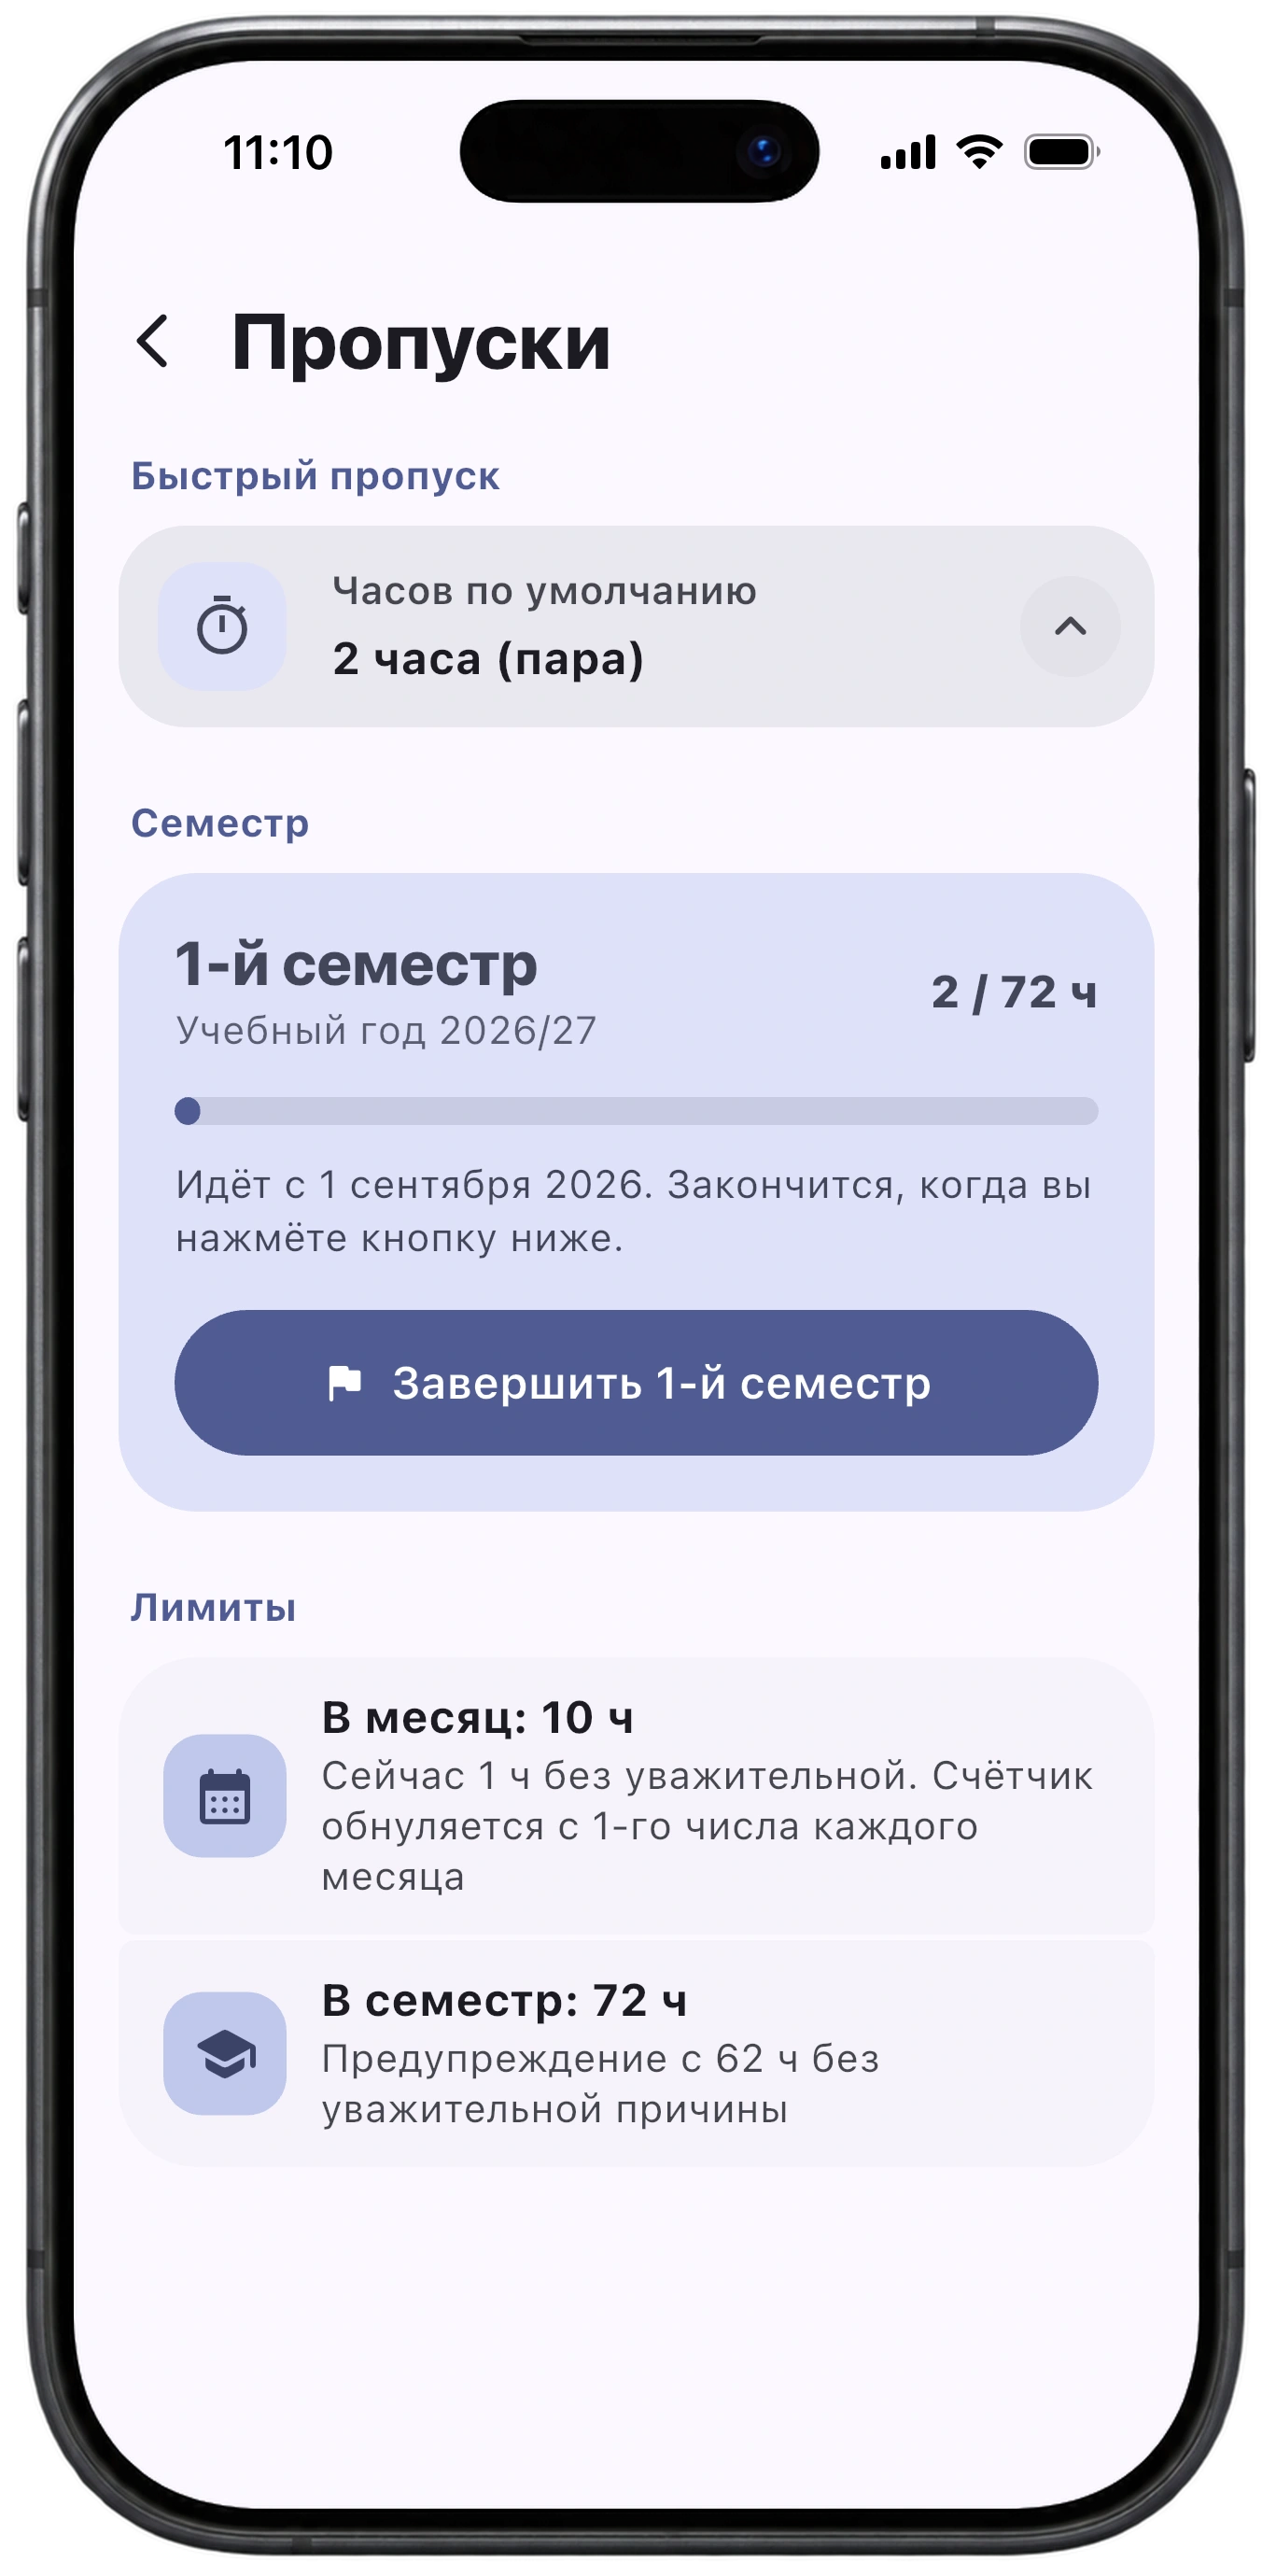 11:10
Пропуски
Быстрый пропуск
Часов по умолчанию
2 часа (пара)
Семестр
1-й семестр
2 / 72 ч
Учебный год 2026/27
Идёт с 1 сентября 2026. Закончится, когда вы
нажмёте кнопку ниже.
Завершить 1-й семестр
Лимиты
В месяц: 10 ч
Сейчас 1 ч без уважительной. Счётчик
обнуляется с 1-го числа каждого
месяца
В семестр: 72 ч
Предупреждение с 62 ч без
уважительной причины